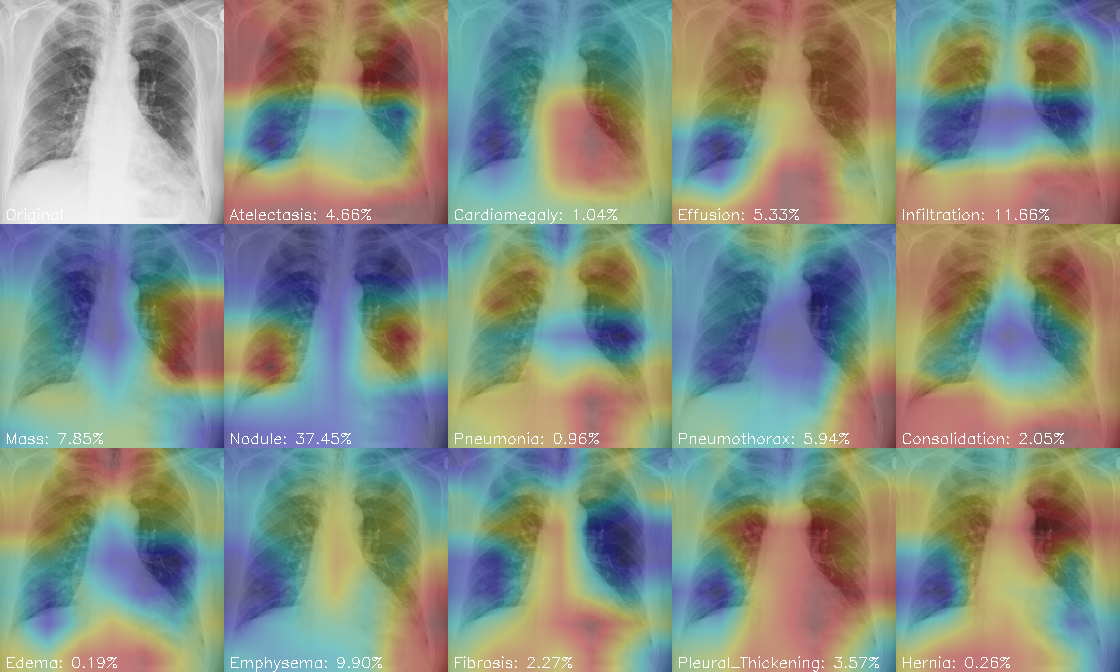 Original
Atelectasis: 4.66%
Cardiomegaly: 1.04%
Effusion: 5.33%
Infiltration: 11.66%
Mass: 7.85%
Nodule: 37.45%
Pneumonia: 0.96%
Pneumothorax: 5.94%
Consolidation: 2.05%
Edema: 0.19%
Emphysema: 9.90%
Fibrosis: 2.27%
Pleural_Thickening: 3.57%
Hernia: 0.26%